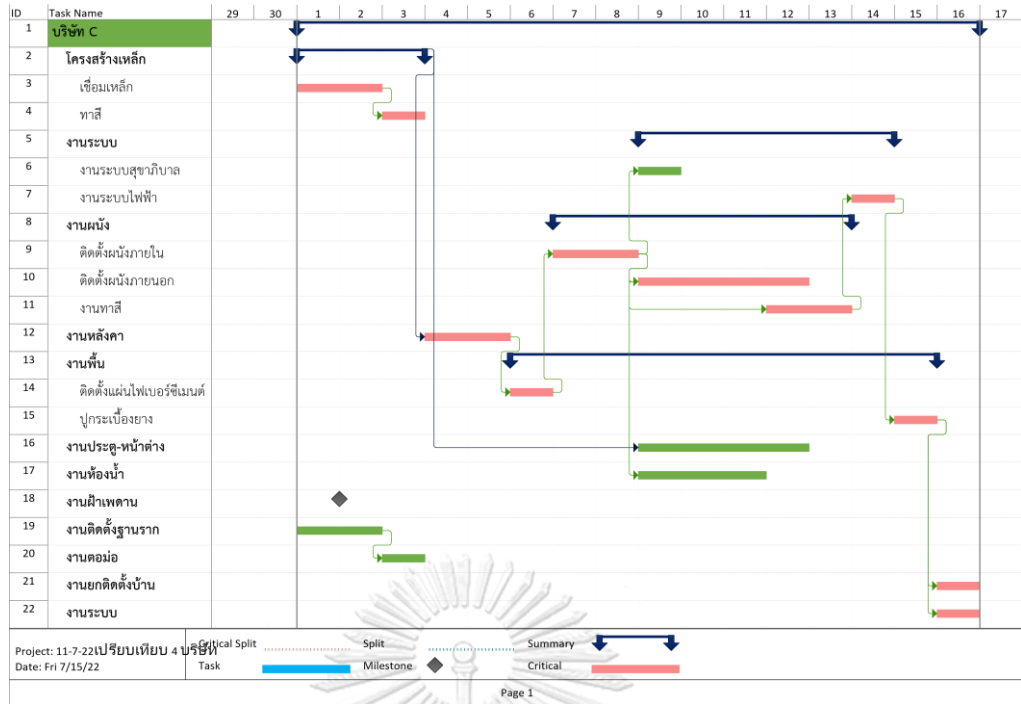 ID Task Name 29 30 1 2 3 4 5 6 7 8 9 10 11 12 13 14 15 16 17
1 บริษัท C
2 โครงสร้างเหล็ก
3 เชื่อมเหล็ก
4 ทาสี
5 งานระบบ
6 งานระบบสุขาภิบาล
7 งานระบบไฟฟ้า
8 งานผนัง
9 ติดตั้งผนังภายใน
10 ติดตั้งผนังภายนอก
11 งานทาสี
12 งานหลังคา
13 งานพื้น
14 ติดตั้งแผ่นไฟเบอร์ซีเมนต์
15 ปูกระเบื้องยาง
16 งานประตู-หน้าต่าง
17 งานห้องน้ำ
18 งานฝ้าเพดาน
19 งานติดตั้งฐานราก
20 งานตอม่อ
21 งานยกติดตั้งบ้าน
22 งานระบบ
Project: 11-7-22เปรียบเทียบ 4 บริษัท
Date: Fri 7/15/22
Critical Split Split Summary
Task Milestone Critical
Page 1